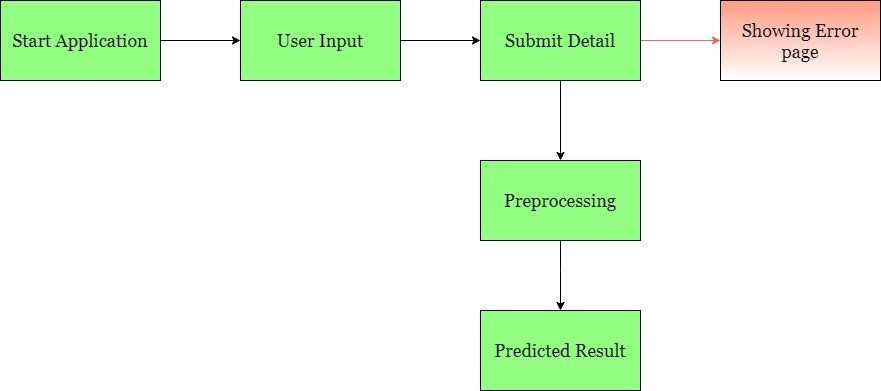 Start Application
User Input
Submit Detail
Showing Error
page
Preprocessing
Predicted Result